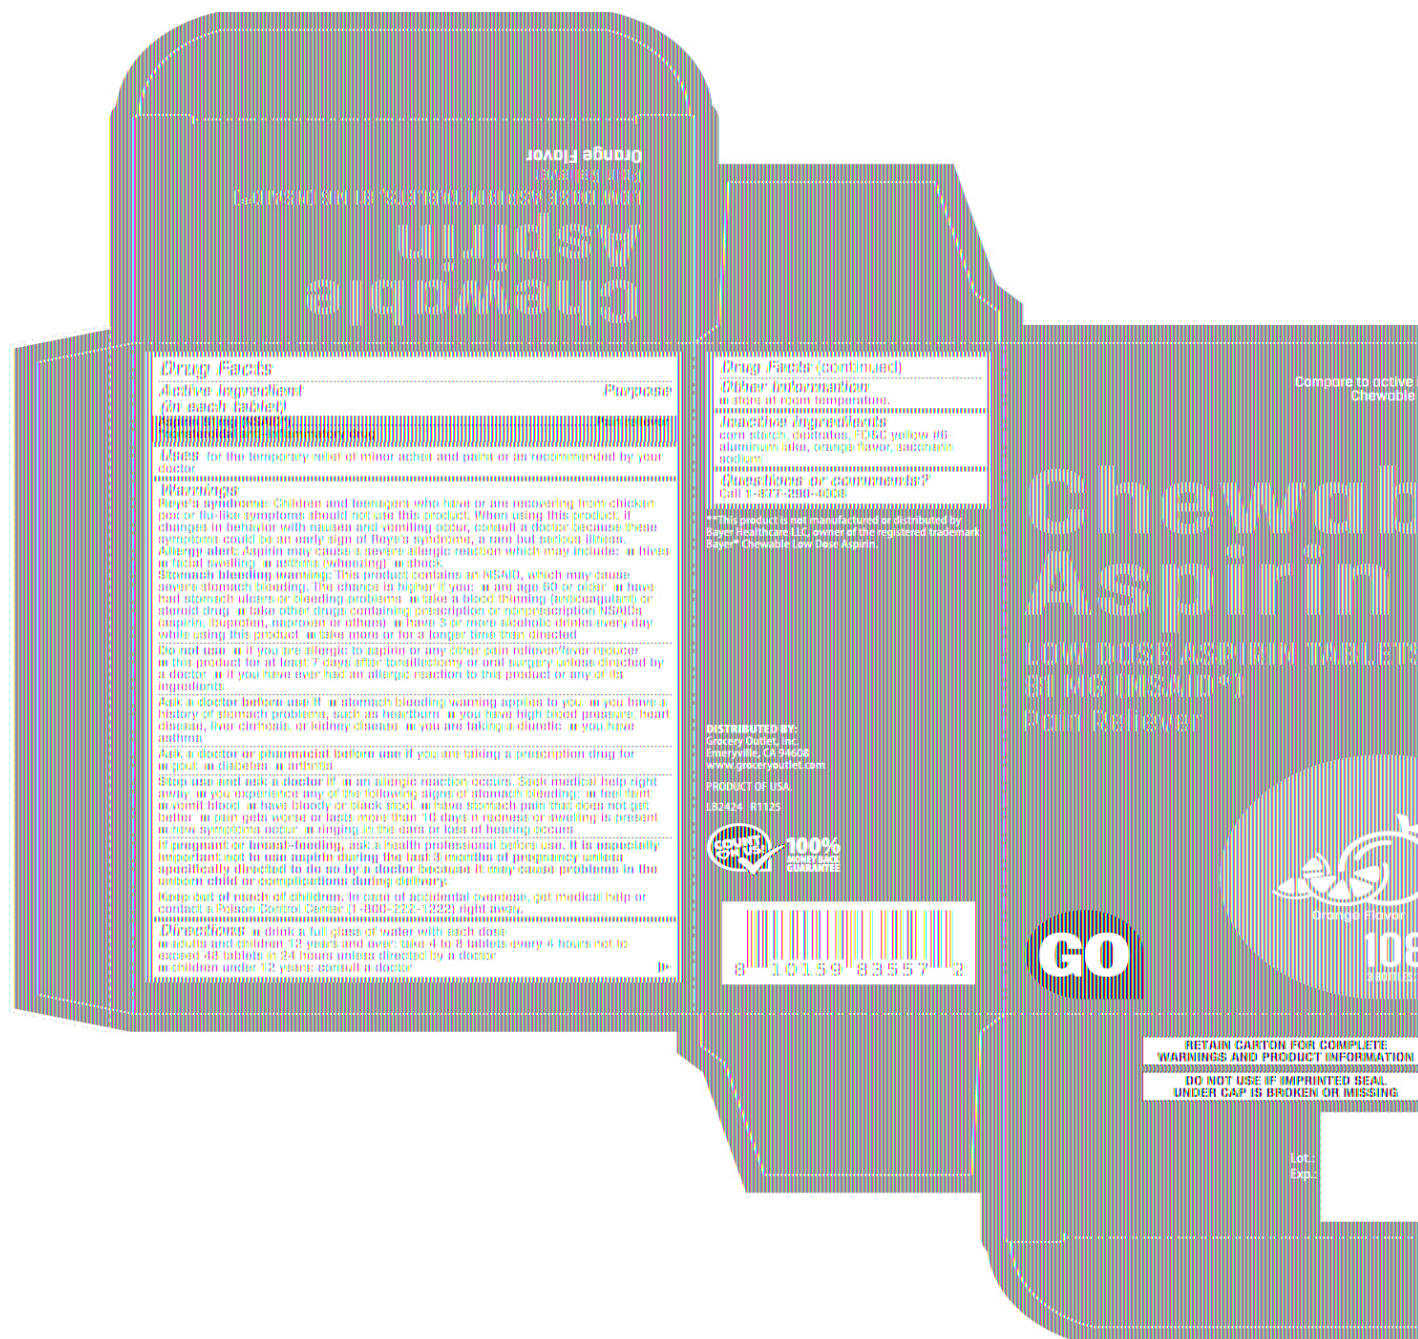 Orange Flavor
Pain Reliever
LOW DOSE ASPIRIN TABLETS, 81 MG (NSAID*)
Aspirin
Chewable
Drug Facts
Active ingredient Purpose
(in each tablet)
Aspirin 81 mg (NSAID*) Pain reliever
*nonsteroidal anti-inflammatory drug
Uses for the temporary relief of minor aches and pains or as recommended by your
doctor
Warnings
Reye's syndrome: Children and teenagers who have or are recovering from chicken
pox or flu-like symptoms should not use this product. When using this product, if
changes in behavior with nausea and vomiting occur, consult a doctor because these
symptoms could be an early sign of Reye's syndrome, a rare but serious illness.
Allergy alert: Aspirin may cause a severe allergic reaction which may include: ■ hives
■ facial swelling ■ asthma (wheezing) ■ shock
Stomach bleeding warning: This product contains an NSAID, which may cause
severe stomach bleeding. The chance is higher if you: ■ are age 60 or older ■ have
had stomach ulcers or bleeding problems ■ take a blood thinning (anticoagulant) or
steroid drug ■ take other drugs containing prescription or nonprescription NSAIDs
(aspirin, ibuprofen, naproxen or others) ■ have 3 or more alcoholic drinks every day
while using this product ■ take more or for a longer time than directed
Do not use ■ if you are allergic to aspirin or any other pain reliever/fever reducer
■ this product for at least 7 days after tonsillectomy or oral surgery unless directed by
a doctor ■ if you have ever had an allergic reaction to this product or any of its
ingredients
Ask a doctor before use if ■ stomach bleeding warning applies to you ■ you have a
history of stomach problems, such as heartburn ■ you have high blood pressure, heart
disease, liver cirrhosis, or kidney disease ■ you are taking a diuretic ■ you have
asthma
Ask a doctor or pharmacist before use if you are taking a prescription drug for
■ gout ■ diabetes ■ arthritis
Stop use and ask a doctor if ■ an allergic reaction occurs. Seek medical help right
away. ■ you experience any of the following signs of stomach bleeding: ■ feel faint
■ vomit blood ■ have bloody or black stool ■ have stomach pain that does not get
better ■ pain gets worse or lasts more than 10 days ■ redness or swelling is present
■ new symptoms occur ■ ringing in the ears or loss of hearing occurs
If pregnant or breast-feeding, ask a health professional before use. It is especially
important not to use aspirin during the last 3 months of pregnancy unless
specifically directed to do so by a doctor because it may cause problems in the
unborn child or complications during delivery.
Keep out of reach of children. In case of accidental overdose, get medical help or
contact a Poison Control Center (1-800-222-1222) right away.
Directions ■ drink a full glass of water with each dose
■ adults and children 12 years and over: take 4 to 8 tablets every 4 hours not to
exceed 48 tablets in 24 hours unless directed by a doctor
■ children under 12 years: consult a doctor
Drug Facts (continued)
Other information
■ store at room temperature.
Inactive ingredients
corn starch, dextrates, FD&C yellow #6
aluminum lake, orange flavor, saccharin
sodium
Questions or comments?
Call 1-877-290-4008
**This product is not manufactured or distributed by
Bayer Healthcare LLC, owner of the registered trademark
Bayer® Chewable Low Dose Aspirin.
DISTRIBUTED BY:
Grocery Outlet, Inc.
Emeryville, CA 94608
www.groceryoutlet.com
PRODUCT OF USA.
LB2424 R1125
COUNT
ON US!
100%
MONEY BACK
GUARANTEE
8 10159 83557 2
Compare to active
Chewable
Chewab
Aspirin
LOW DOSE ASPIRIN TABLETS
81 MG (NSAID*)
Pain Reliever
Orange Flavor
108
GO
RETAIN CARTON FOR COMPLETE
WARNINGS AND PRODUCT INFORMATION
DO NOT USE IF IMPRINTED SEAL
UNDER CAP IS BROKEN OR MISSING
Lot.:
Exp.: